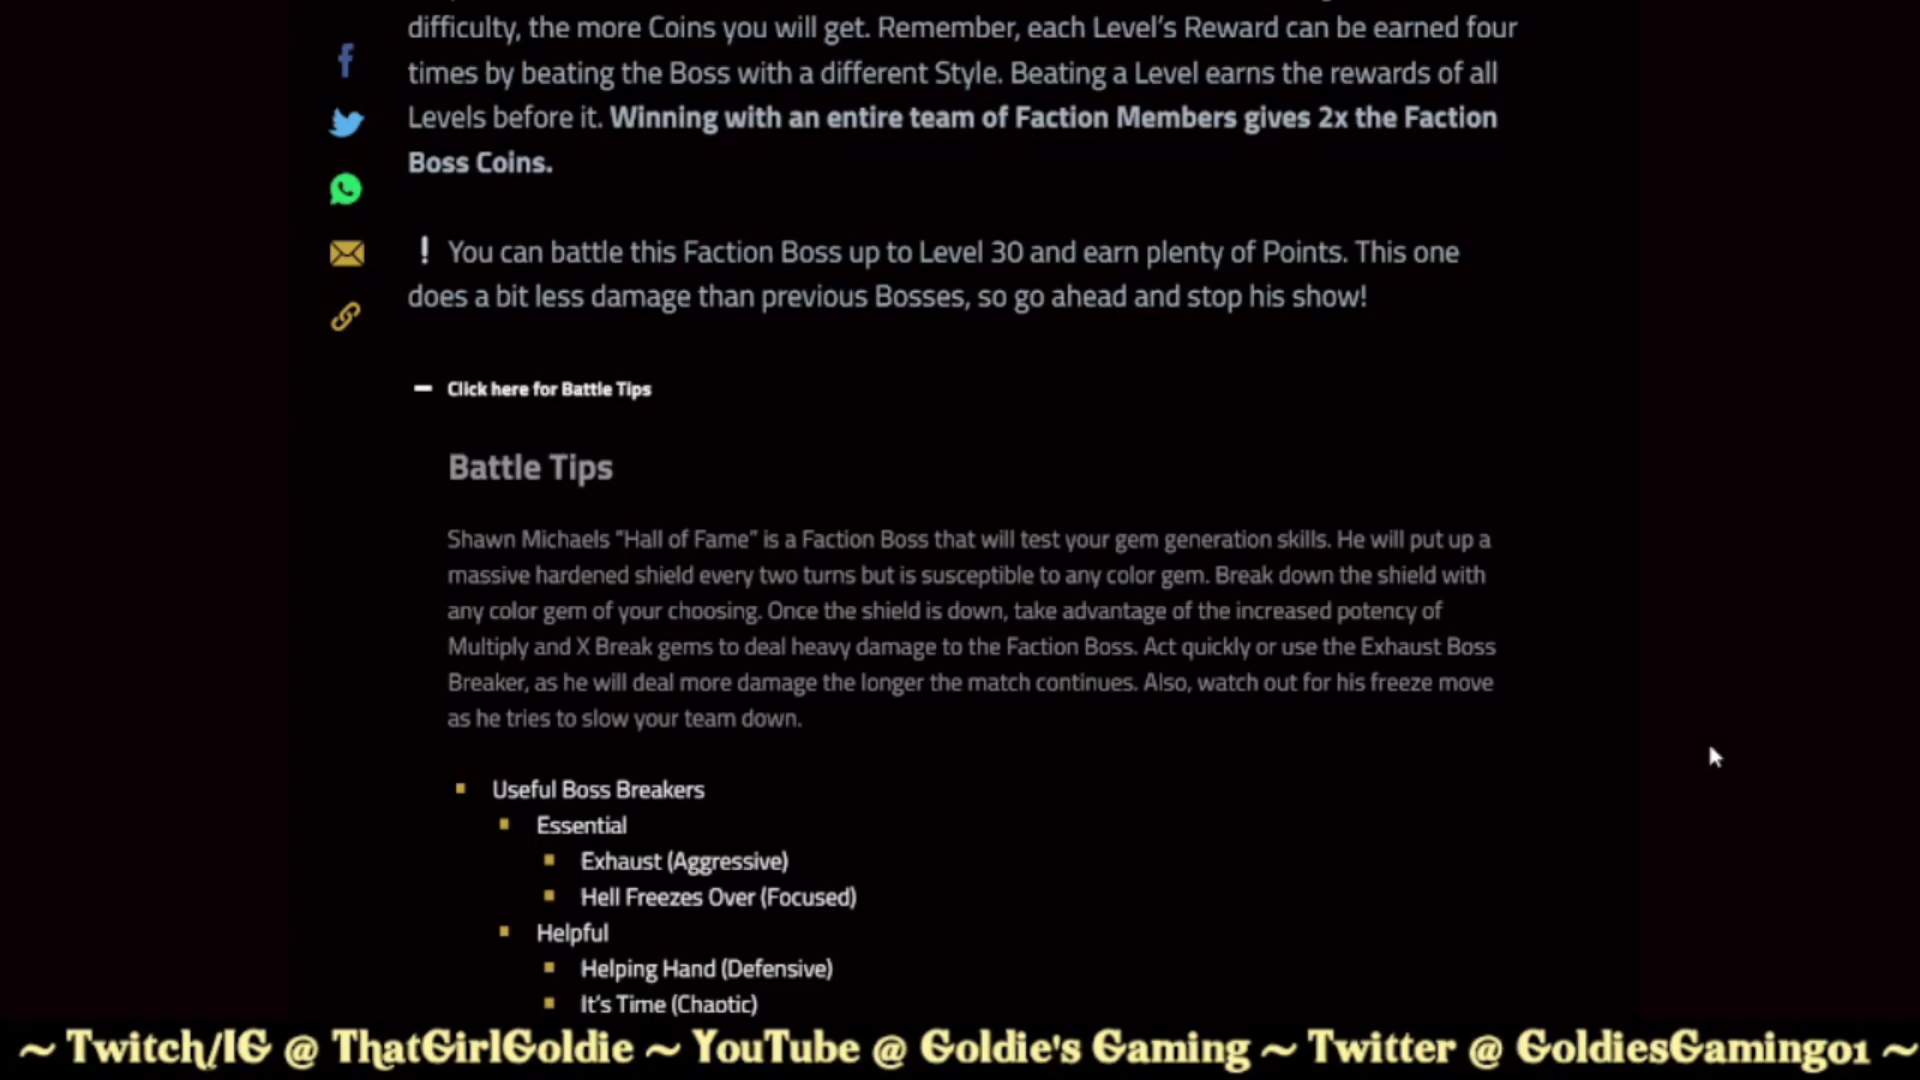 difficulty, the more Coins you will get. Remember, each Level’s Reward can be earned four
times by beating the Boss with a different Style. Beating a Level earns the rewards of all
Levels before it. Winning with an entire team of Faction Members gives 2x the Faction
Boss Coins.
❗ You can battle this Faction Boss up to Level 30 and earn plenty of Points. This one
does a bit less damage than previous Bosses, so go ahead and stop his show!
Click here for Battle Tips
Battle Tips
Shawn Michaels “Hall of Fame” is a Faction Boss that will test your gem generation skills. He will put up a
massive hardened shield every two turns but is susceptible to any color gem. Break down the shield with
any color gem of your choosing. Once the shield is down, take advantage of the increased potency of
Multiply and X Break gems to deal heavy damage to the Faction Boss. Act quickly or use the Exhaust Boss
Breaker, as he will deal more damage the longer the match continues. Also, watch out for his freeze move
as he tries to slow your team down.
Useful Boss Breakers
Essential
Exhaust (Aggressive)
Hell Freezes Over (Focused)
Helpful
Helping Hand (Defensive)
It’s Time (Chaotic)
~ Twitch/IG @ ThatGirlGoldie ~ YouTube @ Goldie's Gaming ~ Twitter @ GoldiesGaming01 ~